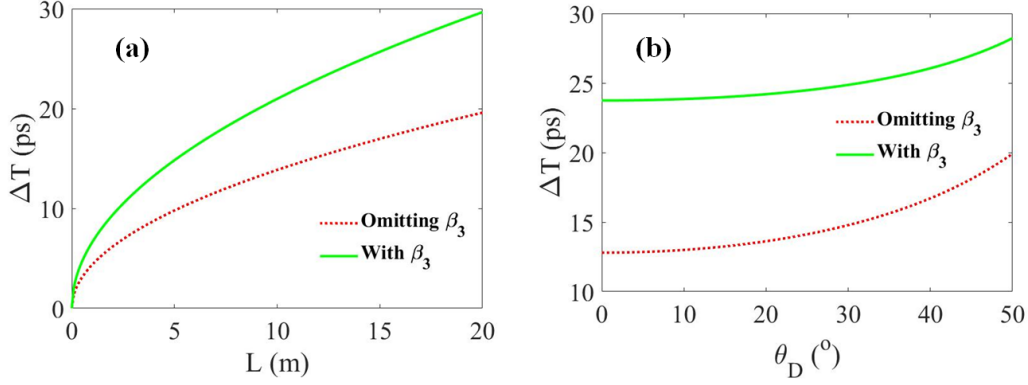 (a)
30
20
10
0
ΔT (ps)
Omitting β3
With β3
0 5 10 15 20
L (m)
(b)
30
25
20
15
10
ΔT (ps)
Omitting β3
With β3
0 10 20 30 40 50
θD (o)